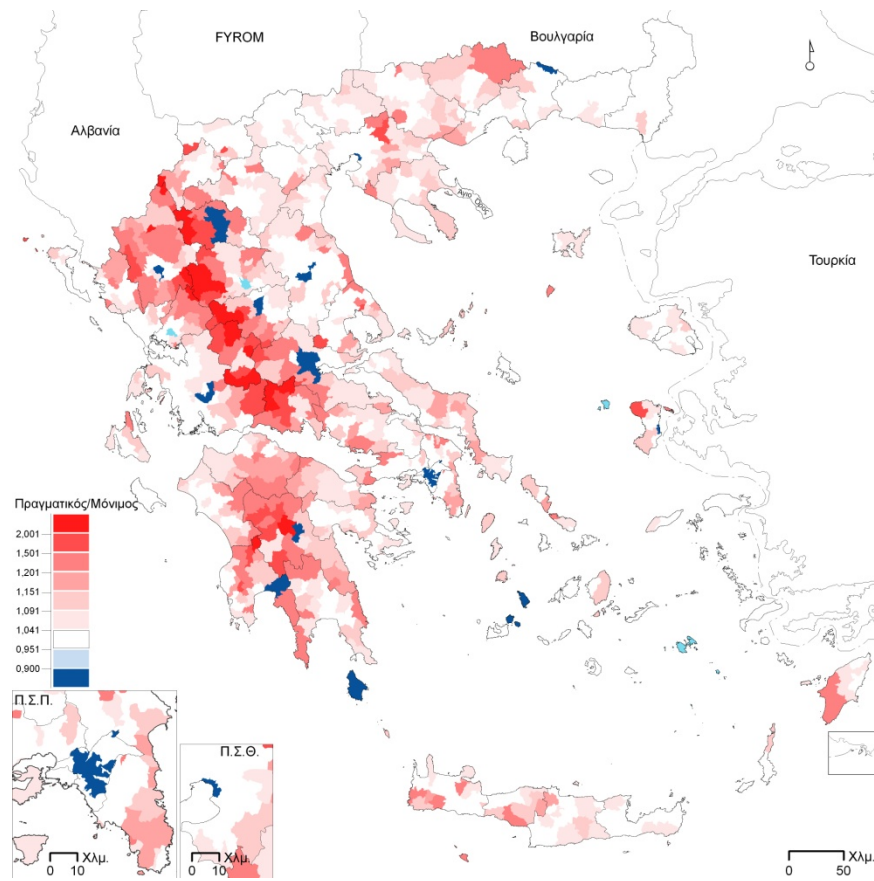 FYROM
Βουλγαρία
Αλβανία
Άγιο Όρος
Τουρκία
Πραγματικός/Μόνιμος
2,001
1,501
1,201
1,151
1,091
1,041
0,951
0,900
Π.Σ.Π.
Π.Σ.Θ.
0 10 Χλμ.
0 10 Χλμ.
0 50 Χλμ.